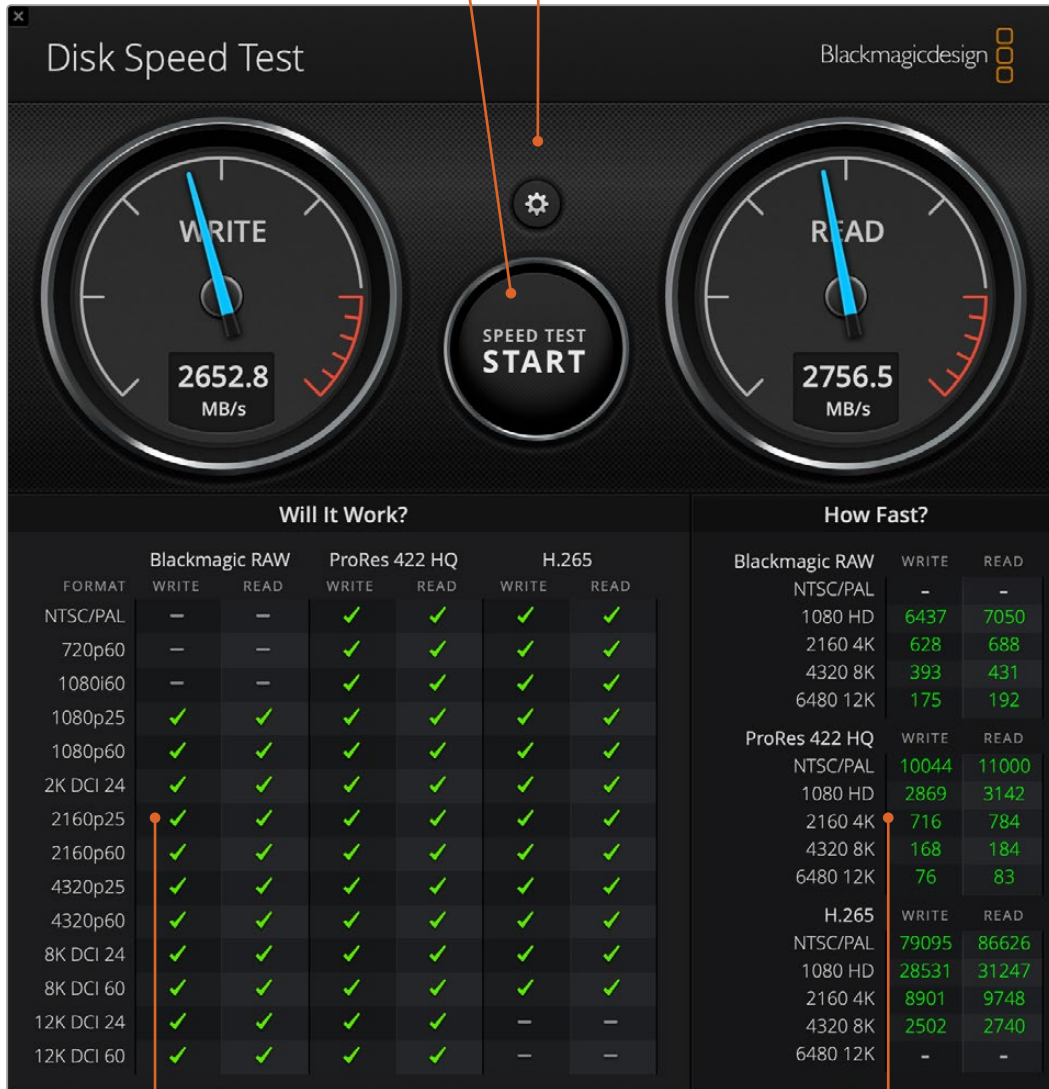 Disk Speed Test
Blackmagicdesign
WRITE
2652.8
MB/s
SPEED TEST
START
READ
2756.5
MB/s
Will It Work?
Blackmagic RAW ProRes 422 HQ H.265
FORMAT WRITE READ WRITE READ WRITE READ
NTSC/PAL – – ✓ ✓ ✓ ✓
720p60 – – ✓ ✓ ✓ ✓
1080i60 – – ✓ ✓ ✓ ✓
1080p25 ✓ ✓ ✓ ✓ ✓ ✓
1080p60 ✓ ✓ ✓ ✓ ✓ ✓
2K DCI 24 ✓ ✓ ✓ ✓ ✓ ✓
2160p25 ✓ ✓ ✓ ✓ ✓ ✓
2160p60 ✓ ✓ ✓ ✓ ✓ ✓
4320p25 ✓ ✓ ✓ ✓ ✓ ✓
4320p60 ✓ ✓ ✓ ✓ ✓ ✓
8K DCI 24 ✓ ✓ ✓ ✓ ✓ ✓
8K DCI 60 ✓ ✓ ✓ ✓ ✓ ✓
12K DCI 24 ✓ ✓ ✓ ✓ – –
12K DCI 60 ✓ ✓ ✓ ✓ – –
How Fast?
Blackmagic RAW WRITE READ
NTSC/PAL - -
1080 HD 6437 7050
2160 4K 628 688
4320 8K 393 431
6480 12K 175 192
ProRes 422 HQ WRITE READ
NTSC/PAL 10044 11000
1080 HD 2869 3142
2160 4K 716 784
4320 8K 168 184
6480 12K 76 83
H.265 WRITE READ
NTSC/PAL 79095 86626
1080 HD 28531 31247
2160 4K 8901 9748
4320 8K 2502 2740
6480 12K - -